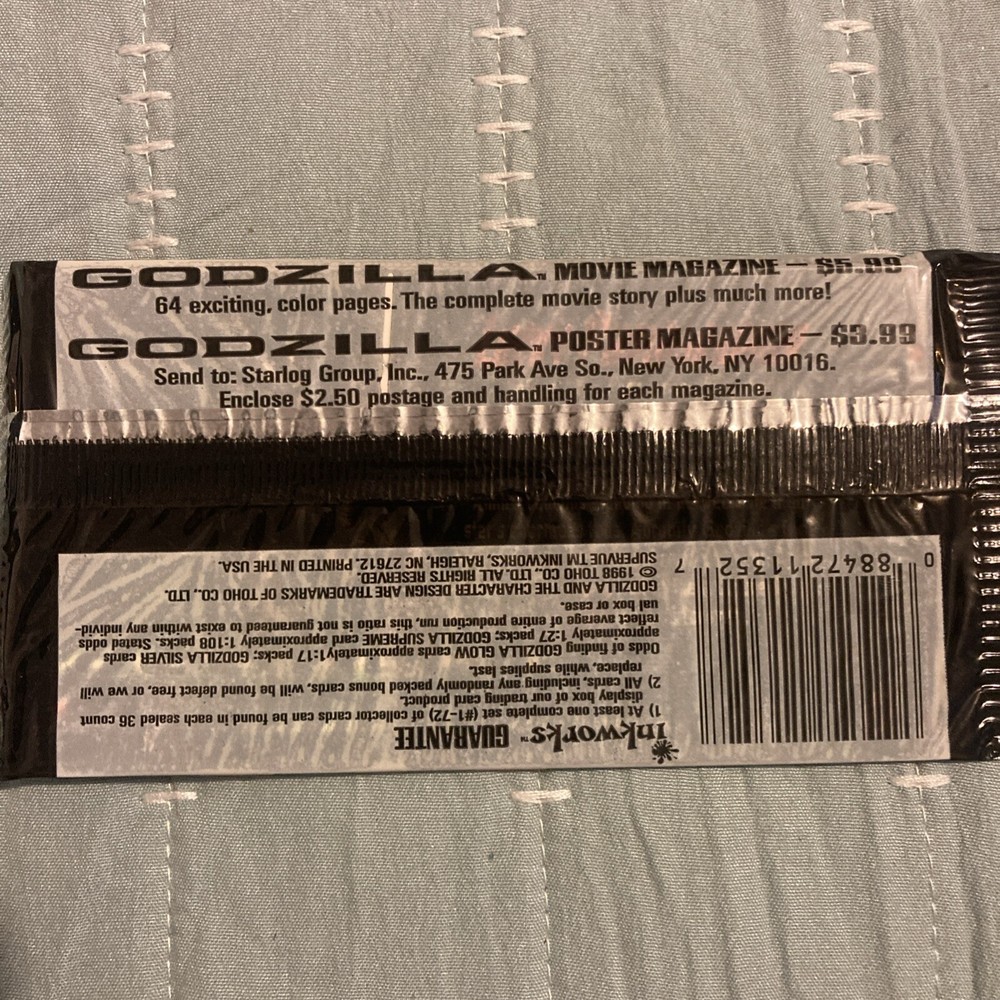 GODZILLA™ MOVIE MAGAZINE — $5.99
64 exciting, color pages. The complete movie story plus much more!
GODZILLA™ POSTER MAGAZINE — $3.99
Send to: Starlog Group, Inc., 475 Park Ave So., New York, NY 10016.
Enclose $2.50 postage and handling for each magazine.
inkworks™ GUARANTEE
1) At least one complete set (#1-72) of collector cards can be found in each sealed 36 count
display box of our trading card product.
2) All cards, including any randomly packed bonus cards, will be found defect free, or we will
replace, while supplies last.
Odds of finding GODZILLA GLOW cards approximately1:17 packs; GODZILLA SILVER cards
approximately 1:27 packs; GODZILLA SUPREME card approximately 1:108 packs. Stated odds
reflect average of entire production run, this ratio is not guaranteed to exist within any individ-
ual box or case.
GODZILLA AND THE CHARACTER DESIGN ARE TRADEMARKS OF TOHO CO., LTD.
© 1998 TOHO CO., LTD. ALL RIGHTS RESERVED.
SUPERVUE TM INKWORKS, RALEIGH, NC 27612. PRINTED IN THE USA.
0 88472 11352 7